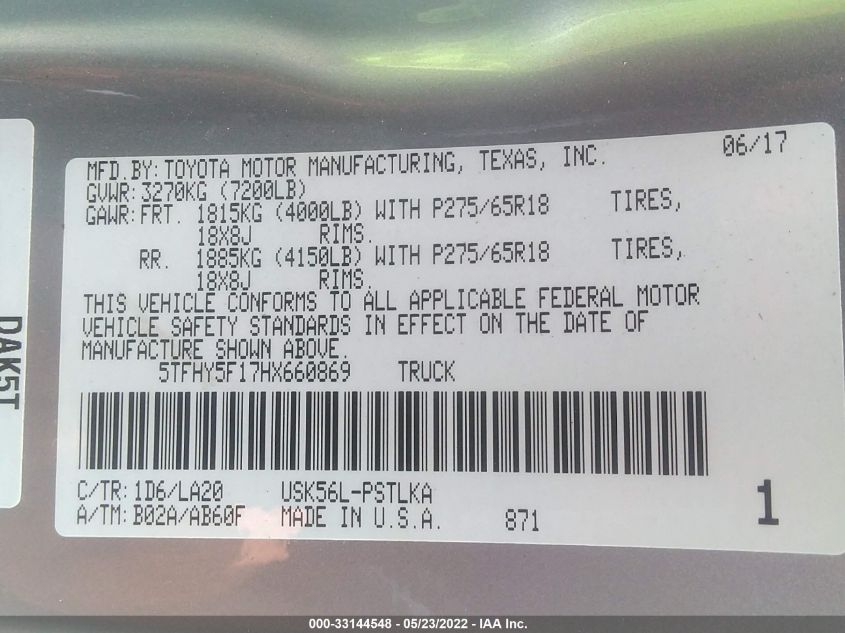 MFD.BY: TOYOTA MOTOR MANUFACTURING, TEXAS, INC. 06/17
GVWR: 3270KG (7200LB)
GAWR: FRT. 1815KG (4000LB) WITH P275/65R18 TIRES,
18X8J RIMS.
RR. 1885KG (4150LB) WITH P275/65R18 TIRES,
18X8J RIMS.
THIS VEHICLE CONFORMS TO ALL APPLICABLE FEDERAL MOTOR
VEHICLE SAFETY STANDARDS IN EFFECT ON THE DATE OF
MANUFACTURE SHOWN ABOVE.
5TFHY5F17HX660869 TRUCK
C/TR: 1D6/LA20 USK56L-PSTLKA
A/TM: B02A/AB60F MADE IN U.S.A. 871 1
DAK5T
000-33144548 - 05/23/2022 - IAA Inc.